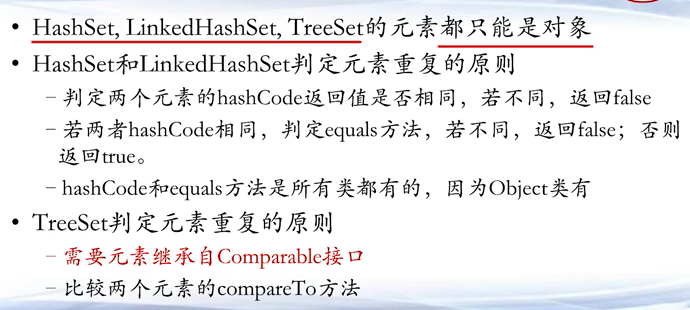 • HashSet, LinkedHashSet, TreeSet的元素都只能是对象
• HashSet和LinkedHashSet判定元素重复的原则
– 判定两个元素的hashCode返回值是否相同，若不同，返回false
– 若两者hashCode相同，判定equals方法，若不同，返回false；否则
返回true。
– hashCode和equals方法是所有类都有的，因为Object类有
• TreeSet判定元素重复的原则
– 需要元素继承自Comparable接口
– 比较两个元素的compareTo方法